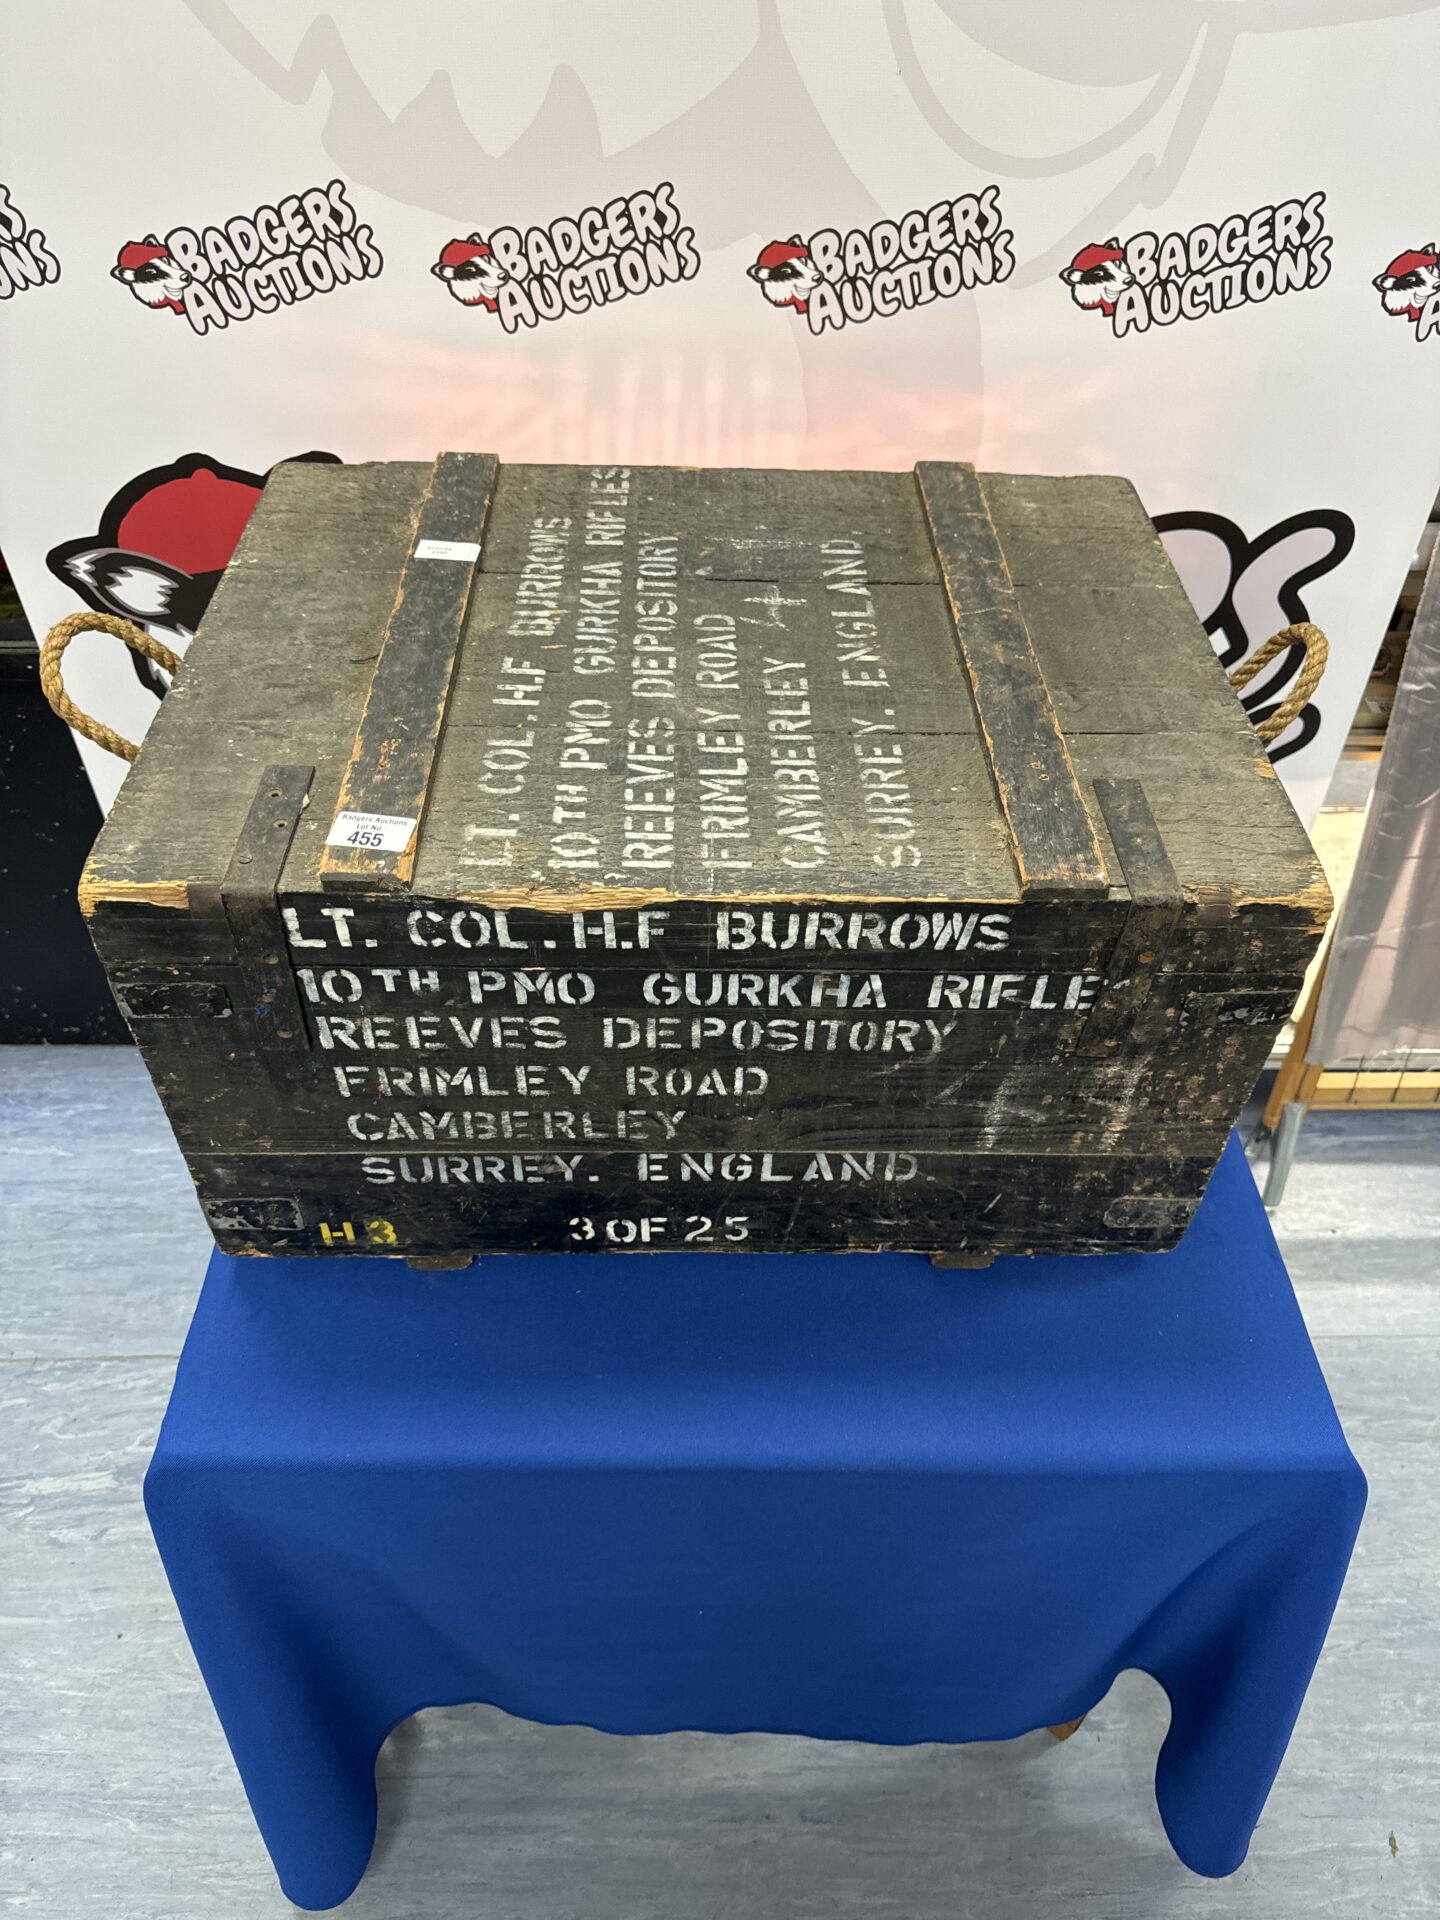 BADGERS
AUCTIONS
BADGERS
AUCTIONS
BADGERS
AUCTIONS
BADGERS
AUCTIONS
LT. COL. H.F BURROWS
10TH PMO GURKHA RIFLES
REEVES DEPOSITORY
FRIMLEY ROAD
CAMBERLEY 4
SURREY. ENGLAND.
Badgers Auctions
Lot No
455
LT. COL. H.F BURROWS
10TH PMO GURKHA RIFLE
REEVES DEPOSITORY
FRIMLEY ROAD
CAMBERLEY
SURREY. ENGLAND.
H3 3 OF 25